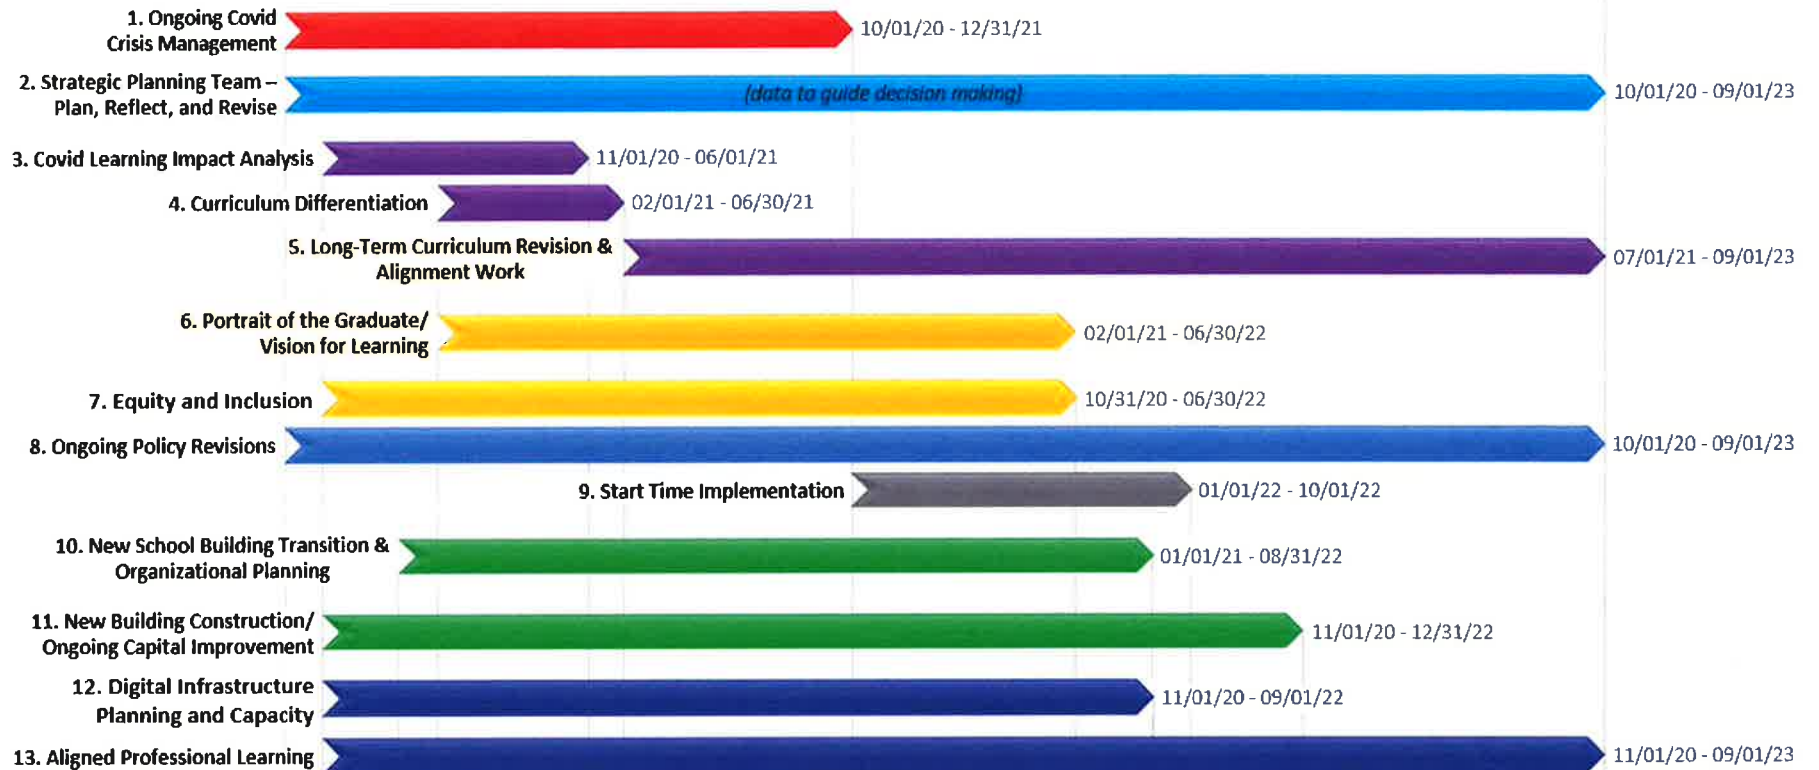 1. Ongoing Covid
Crisis Management
10/01/20 - 12/31/21
2. Strategic Planning Team –
Plan, Reflect, and Revise
(data to guide decision making)
10/01/20 - 09/01/23
3. Covid Learning Impact Analysis
11/01/20 - 06/01/21
4. Curriculum Differentiation
02/01/21 - 06/30/21
5. Long-Term Curriculum Revision &
Alignment Work
07/01/21 - 09/01/23
6. Portrait of the Graduate/
Vision for Learning
02/01/21 - 06/30/22
7. Equity and Inclusion
10/31/20 - 06/30/22
8. Ongoing Policy Revisions
10/01/20 - 09/01/23
9. Start Time Implementation
01/01/22 - 10/01/22
10. New School Building Transition &
Organizational Planning
01/01/21 - 08/31/22
11. New Building Construction/
Ongoing Capital Improvement
11/01/20 - 12/31/22
12. Digital Infrastructure
Planning and Capacity
11/01/20 - 09/01/22
13. Aligned Professional Learning
11/01/20 - 09/01/23